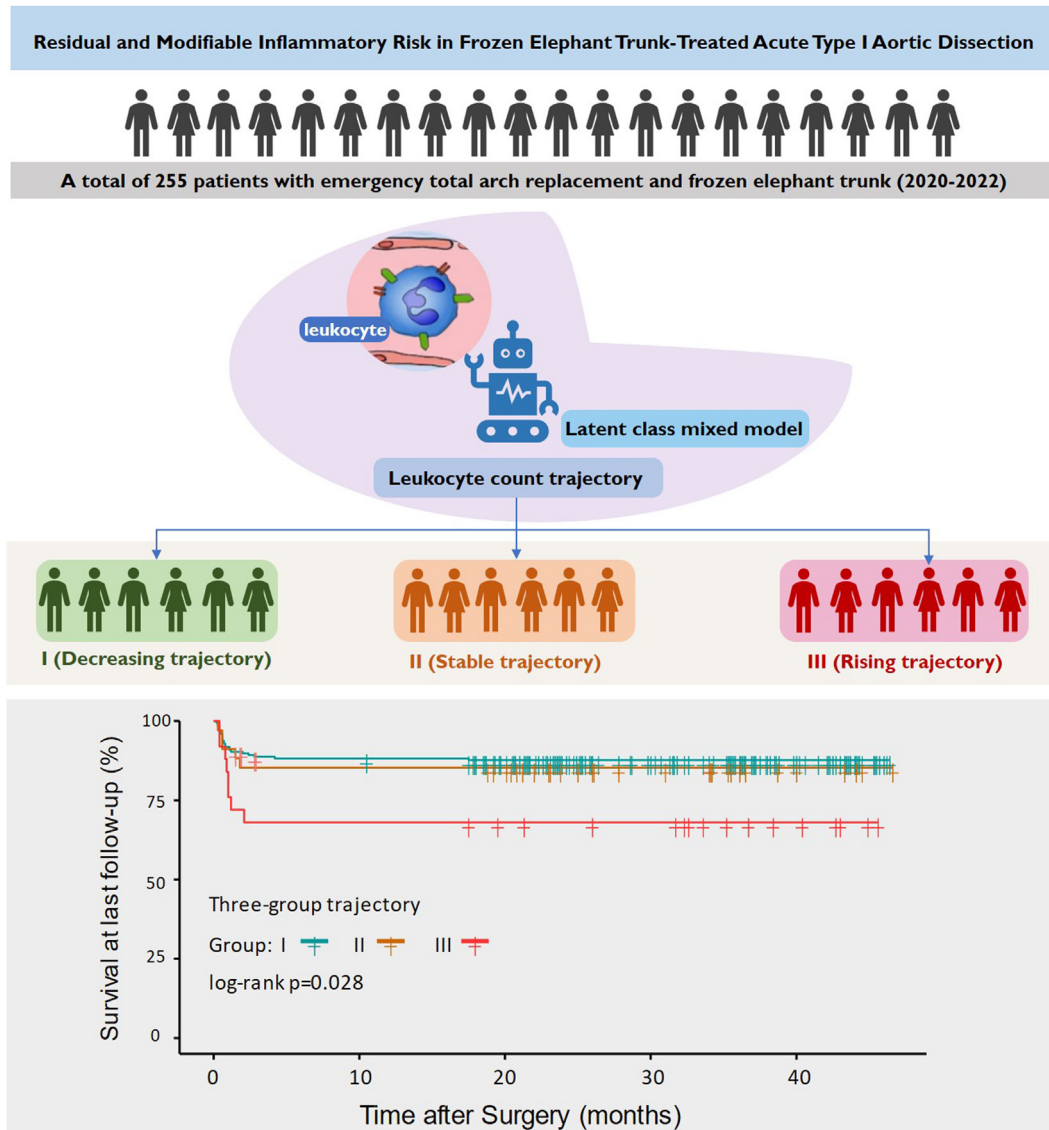 Residual and Modifiable Inflammatory Risk in Frozen Elephant Trunk-Treated Acute Type I Aortic Dissection
A total of 255 patients with emergency total arch replacement and frozen elephant trunk (2020-2022)
leukocyte
Latent class mixed model
Leukocyte count trajectory
I (Decreasing trajectory)
II (Stable trajectory)
III (Rising trajectory)
Survival at last follow-up (%)
100
75
50
25
0
Three-group trajectory
Group: I II III
log-rank p=0.028
0 10 20 30 40
Time after Surgery (months)